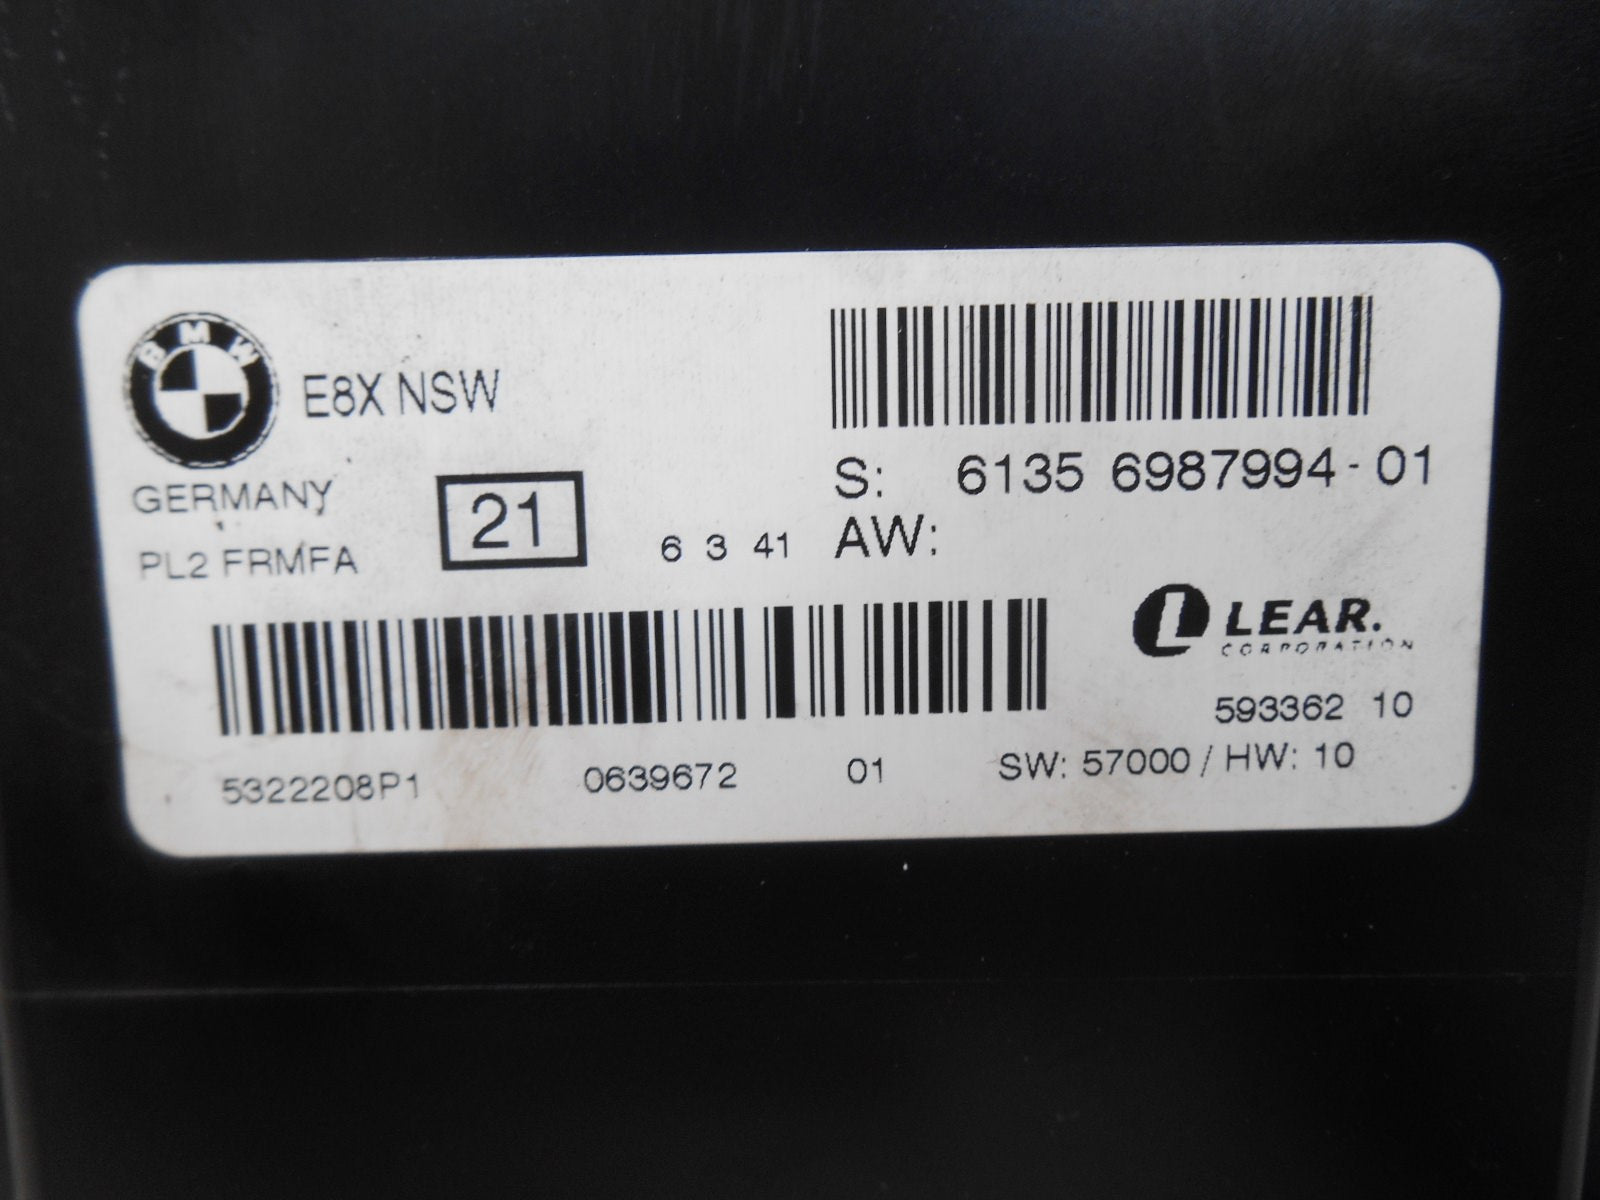 BMW
E8X NSW
GERMANY
PL2 FRMFA
21
6 3 41
S: 6135 6987994-01
AW:
LEAR.
CORPORATION
593362 10
5322208P1 0639672 01 SW: 57000 / HW: 10